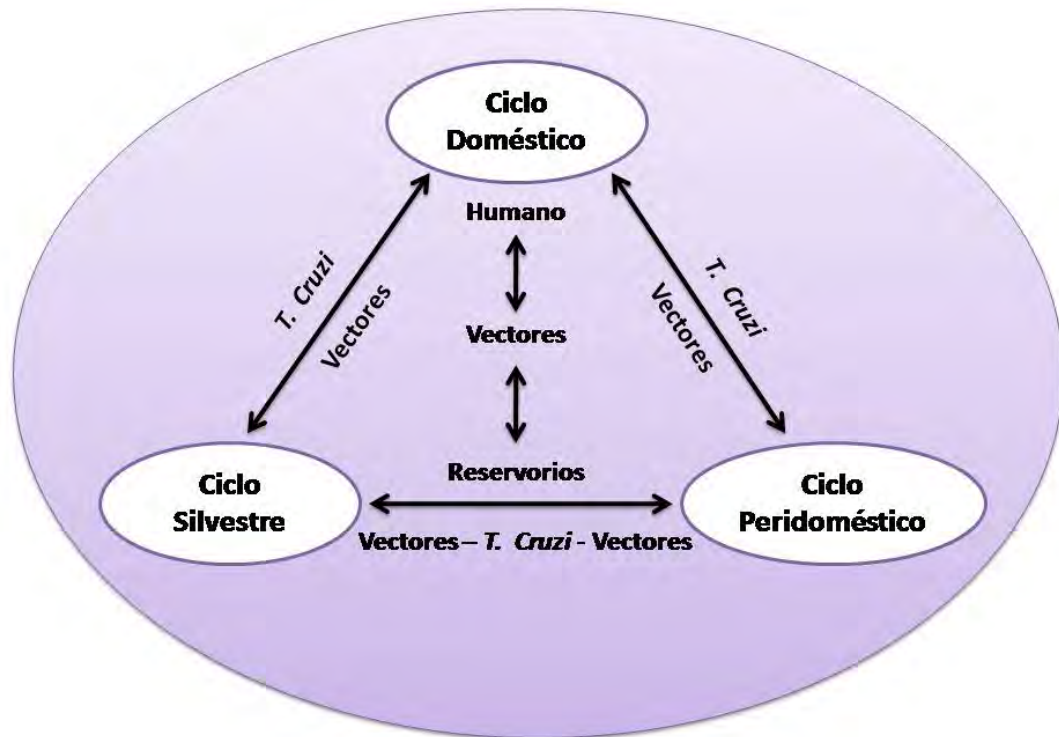 Ciclo
Doméstico
Humano
T. Cruzi
Vectores
T. Cruzi
Vectores
Vectores
Reservorios
Ciclo
Silvestre
Ciclo
Peridoméstico
Vectores – T. Cruzi - Vectores